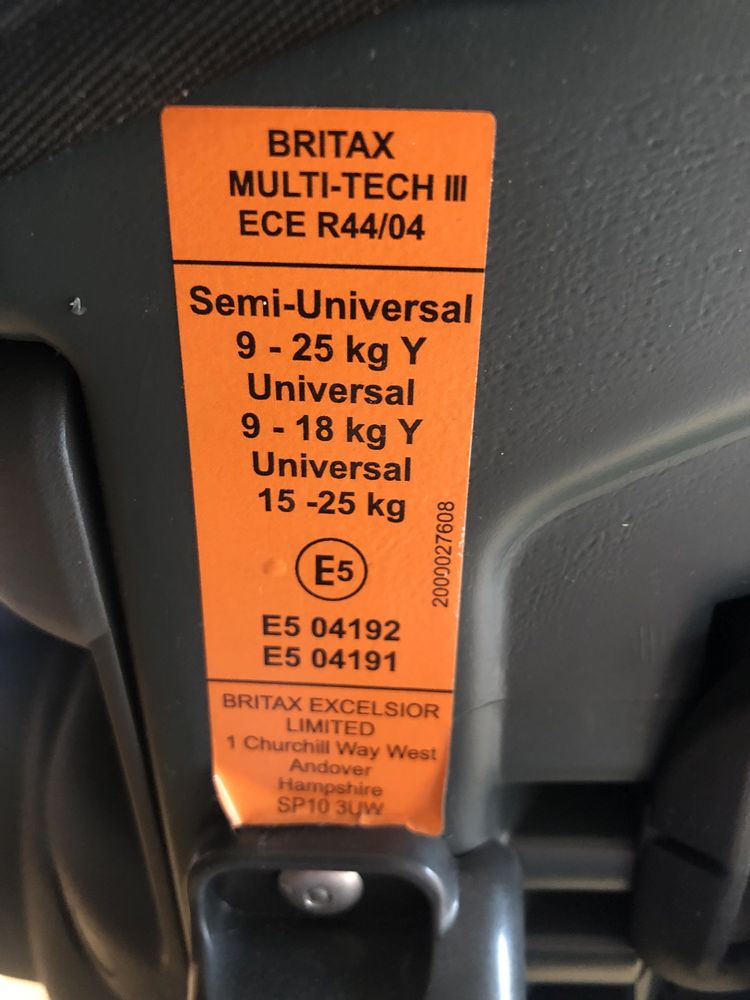 BRITAX
MULTI-TECH III
ECE R44/04
Semi-Universal
9 - 25 kg Y
Universal
9 - 18 kg Y
Universal
15 -25 kg
E5
2000027608
E5 04192
E5 04191
BRITAX EXCELSIOR
LIMITED
1 Churchill Way West
Andover
Hampshire
SP10 3UW